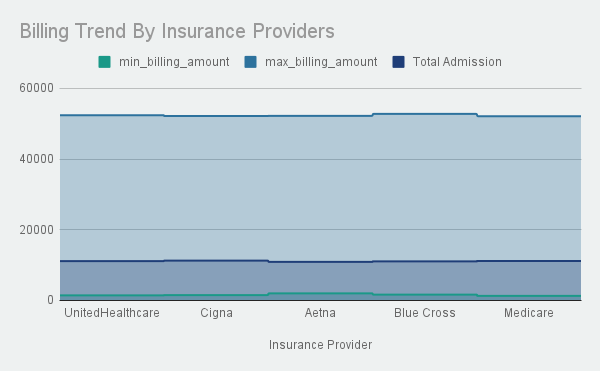 Billing Trend By Insurance Providers
min_billing_amount max_billing_amount Total Admission
60000
40000
20000
0
UnitedHealthcare Cigna Aetna Blue Cross Medicare
Insurance Provider